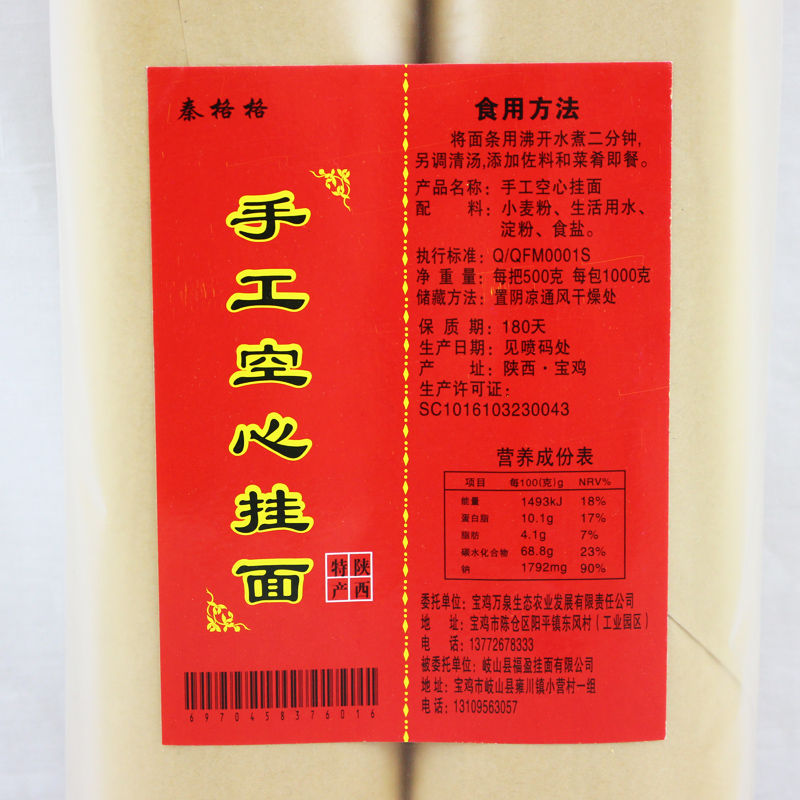 秦格格
手工空心挂面
陕西
特产
6970458376016
食用方法
将面条用沸开水煮二分钟,
另调清汤,添加佐料和菜肴即餐。
产品名称：手工空心挂面
配料：小麦粉、生活用水、
淀粉、食盐。
执行标准：Q/QFM0001S
净重量：每把500克 每包1000克
储藏方法：置阴凉通风干燥处
保质期：180天
生产日期：见喷码处
产址：陕西·宝鸡
生产许可证：
SC1016103230043
营养成份表
项目 每100(克)g NRV%
能量 1493kJ 18%
蛋白脂 10.1g 17%
脂肪 4.1g 7%
碳水化合物 68.8g 23%
钠 1792mg 90%
委托单位：宝鸡万泉生态农业发展有限责任公司
地址：宝鸡市陈仓区阳平镇东风村（工业园区）
电话：13772678333
被委托单位：岐山县福盈挂面有限公司
地址：宝鸡市岐山县雍川镇小营村一组
电话：13109563057